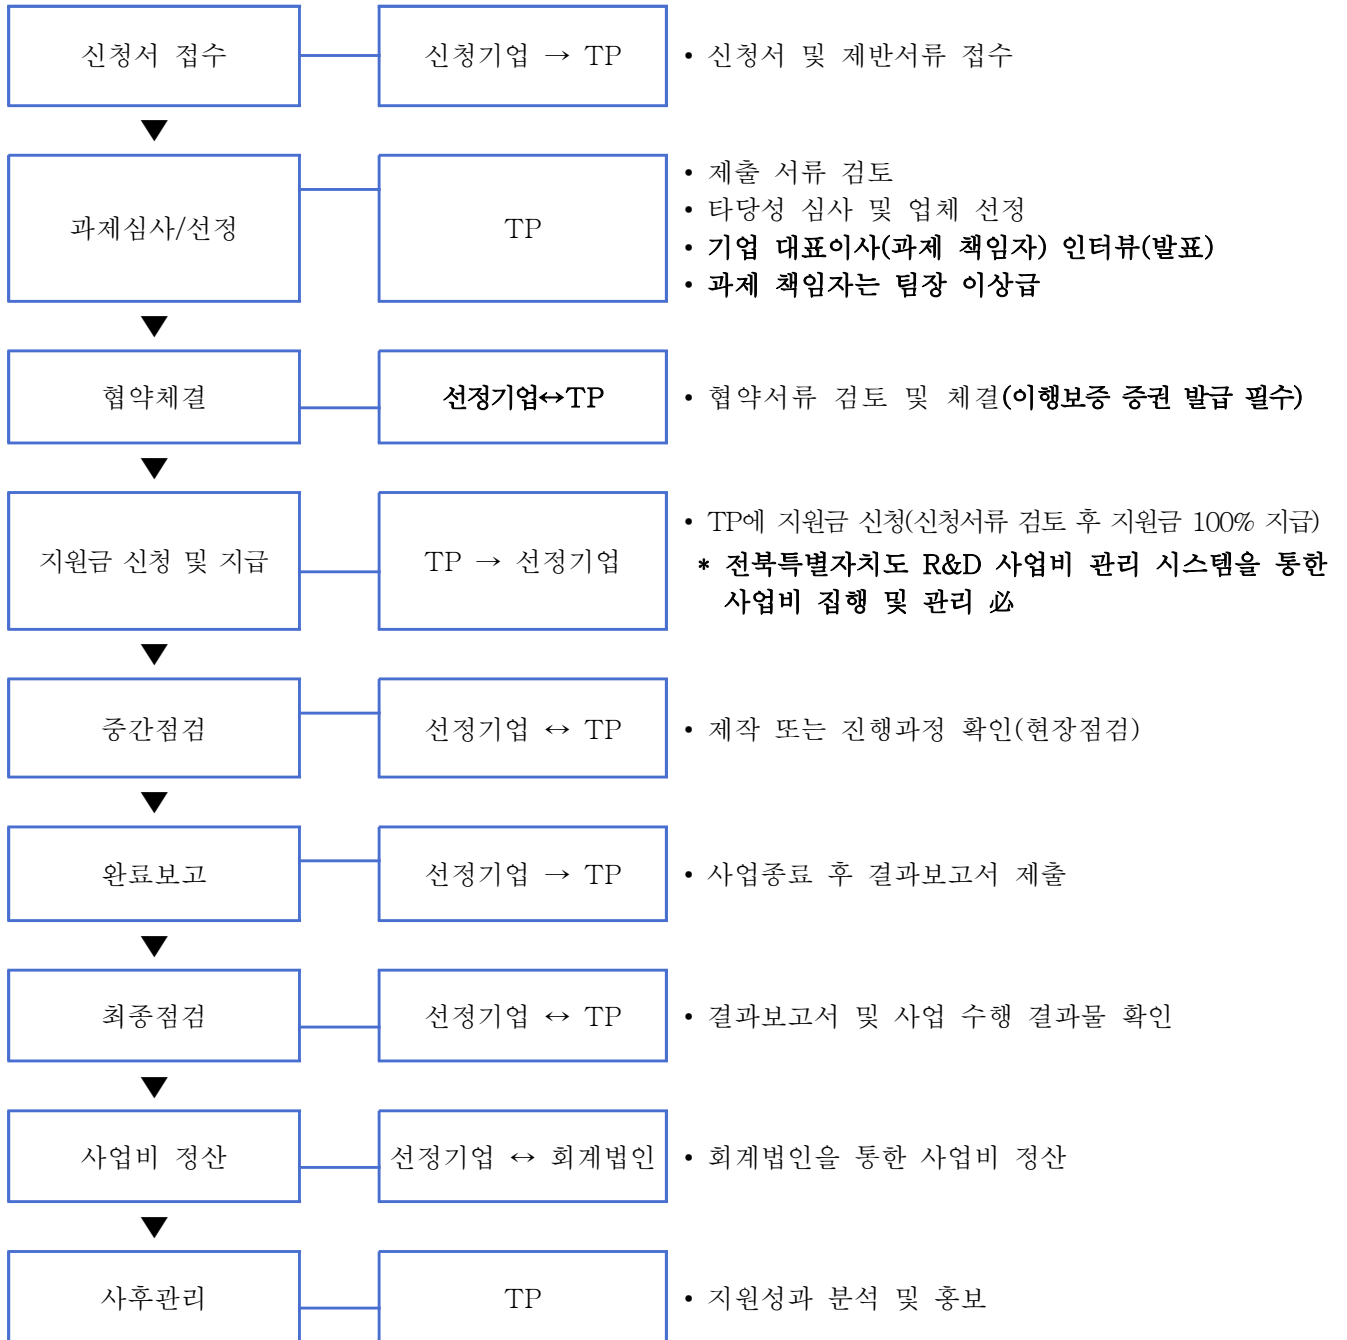 신청서 접수
신청기업 → TP
• 신청서 및 제반서류 접수
▼
과제심사/선정
TP
• 제출 서류 검토
• 타당성 심사 및 업체 선정
• 기업 대표이사(과제 책임자) 인터뷰(발표)
• 과제 책임자는 팀장 이상급
▼
협약체결
선정기업↔TP
• 협약서류 검토 및 체결(이행보증 증권 발급 필수)
▼
지원금 신청 및 지급
TP → 선정기업
• TP에 지원금 신청(신청서류 검토 후 지원금 100% 지급)
* 전북특별자치도 R&D 사업비 관리 시스템을 통한
사업비 집행 및 관리 必
▼
중간점검
선정기업 ↔ TP
• 제작 또는 진행과정 확인(현장점검)
▼
완료보고
선정기업 → TP
• 사업종료 후 결과보고서 제출
▼
최종점검
선정기업 ↔ TP
• 결과보고서 및 사업 수행 결과물 확인
▼
사업비 정산
선정기업 ↔ 회계법인
• 회계법인을 통한 사업비 정산
▼
사후관리
TP
• 지원성과 분석 및 홍보